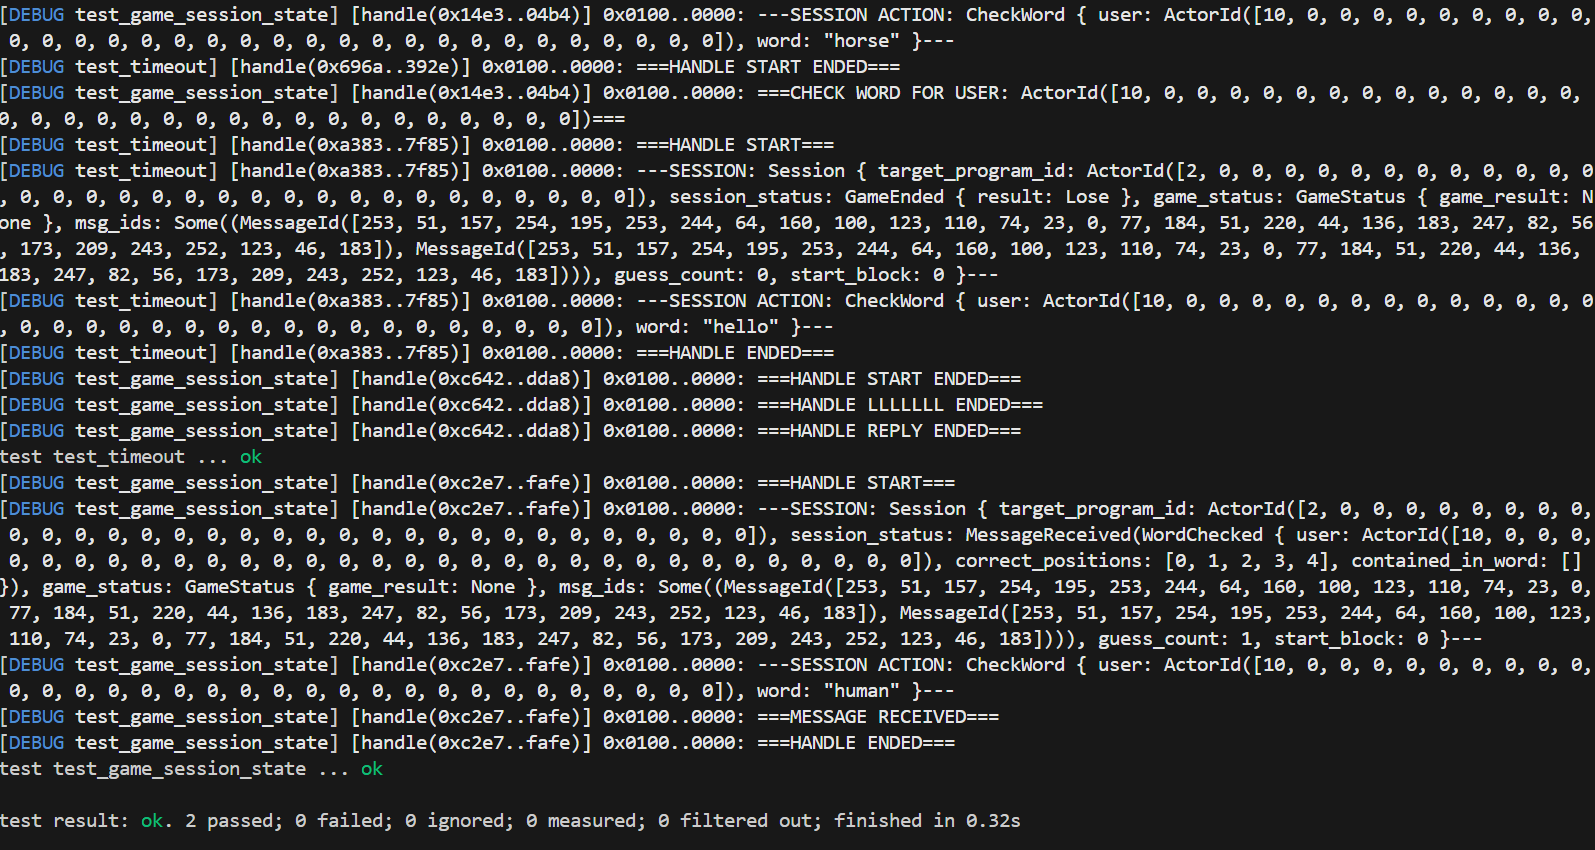 [DEBUG test_game_session_state] [handle(0x14e3..04b4)] 0x0100..0000: ---SESSION ACTION: CheckWord { user: ActorId([10, 0, 0, 0, 0, 0, 0, 0, 0, 0,
 0, 0, 0, 0, 0, 0, 0, 0, 0, 0, 0, 0, 0, 0, 0, 0, 0, 0, 0, 0, 0, 0]), word: "horse" }---
[DEBUG test_timeout] [handle(0x696a..392e)] 0x0100..0000: ===HANDLE START ENDED===
[DEBUG test_game_session_state] [handle(0x14e3..04b4)] 0x0100..0000: ===CHECK WORD FOR USER: ActorId([10, 0, 0, 0, 0, 0, 0, 0, 0, 0, 0, 0, 0, 0,
0, 0, 0, 0, 0, 0, 0, 0, 0, 0, 0, 0, 0, 0, 0, 0, 0, 0])===
[DEBUG test_timeout] [handle(0xa383..7f85)] 0x0100..0000: ===HANDLE START===
[DEBUG test_timeout] [handle(0xa383..7f85)] 0x0100..0000: ---SESSION: Session { target_program_id: ActorId([2, 0, 0, 0, 0, 0, 0, 0, 0, 0, 0, 0, 0
, 0, 0, 0, 0, 0, 0, 0, 0, 0, 0, 0, 0, 0, 0, 0, 0, 0, 0, 0]), session_status: GameEnded { result: Lose }, game_status: GameStatus { game_result: N
one }, msg_ids: Some((MessageId([253, 51, 157, 254, 195, 253, 244, 64, 160, 100, 123, 110, 74, 23, 0, 77, 184, 51, 220, 44, 136, 183, 247, 82, 56
, 173, 209, 243, 252, 123, 46, 183]), MessageId([253, 51, 157, 254, 195, 253, 244, 64, 160, 100, 123, 110, 74, 23, 0, 77, 184, 51, 220, 44, 136,
183, 247, 82, 56, 173, 209, 243, 252, 123, 46, 183]))), guess_count: 0, start_block: 0 }---
[DEBUG test_timeout] [handle(0xa383..7f85)] 0x0100..0000: ---SESSION ACTION: CheckWord { user: ActorId([10, 0, 0, 0, 0, 0, 0, 0, 0, 0, 0, 0, 0, 0
, 0, 0, 0, 0, 0, 0, 0, 0, 0, 0, 0, 0, 0, 0, 0, 0, 0, 0]), word: "hello" }---
[DEBUG test_timeout] [handle(0xa383..7f85)] 0x0100..0000: ===HANDLE ENDED===
[DEBUG test_game_session_state] [handle(0xc642..dda8)] 0x0100..0000: ===HANDLE START ENDED===
[DEBUG test_game_session_state] [handle(0xc642..dda8)] 0x0100..0000: ===HANDLE LLLLLLL ENDED===
[DEBUG test_game_session_state] [handle(0xc642..dda8)] 0x0100..0000: ===HANDLE REPLY ENDED===
test test_timeout ... ok
[DEBUG test_game_session_state] [handle(0xc2e7..fafe)] 0x0100..0000: ===HANDLE START===
[DEBUG test_game_session_state] [handle(0xc2e7..fafe)] 0x0100..0000: ---SESSION: Session { target_program_id: ActorId([2, 0, 0, 0, 0, 0, 0, 0, 0,
 0, 0, 0, 0, 0, 0, 0, 0, 0, 0, 0, 0, 0, 0, 0, 0, 0, 0, 0, 0, 0, 0, 0]), session_status: MessageReceived(WordChecked { user: ActorId([10, 0, 0, 0,
 0, 0, 0, 0, 0, 0, 0, 0, 0, 0, 0, 0, 0, 0, 0, 0, 0, 0, 0, 0, 0, 0, 0, 0, 0, 0, 0, 0]), correct_positions: [0, 1, 2, 3, 4], contained_in_word: []
}), game_status: GameStatus { game_result: None }, msg_ids: Some((MessageId([253, 51, 157, 254, 195, 253, 244, 64, 160, 100, 123, 110, 74, 23, 0,
 77, 184, 51, 220, 44, 136, 183, 247, 82, 56, 173, 209, 243, 252, 123, 46, 183]), MessageId([253, 51, 157, 254, 195, 253, 244, 64, 160, 100, 123,
 110, 74, 23, 0, 77, 184, 51, 220, 44, 136, 183, 247, 82, 56, 173, 209, 243, 252, 123, 46, 183]))), guess_count: 1, start_block: 0 }---
[DEBUG test_game_session_state] [handle(0xc2e7..fafe)] 0x0100..0000: ---SESSION ACTION: CheckWord { user: ActorId([10, 0, 0, 0, 0, 0, 0, 0, 0, 0,
 0, 0, 0, 0, 0, 0, 0, 0, 0, 0, 0, 0, 0, 0, 0, 0, 0, 0, 0, 0, 0, 0]), word: "human" }---
[DEBUG test_game_session_state] [handle(0xc2e7..fafe)] 0x0100..0000: ===MESSAGE RECEIVED===
[DEBUG test_game_session_state] [handle(0xc2e7..fafe)] 0x0100..0000: ===HANDLE ENDED===
test test_game_session_state ... ok
test result: ok. 2 passed; 0 failed; 0 ignored; 0 measured; 0 filtered out; finished in 0.32s